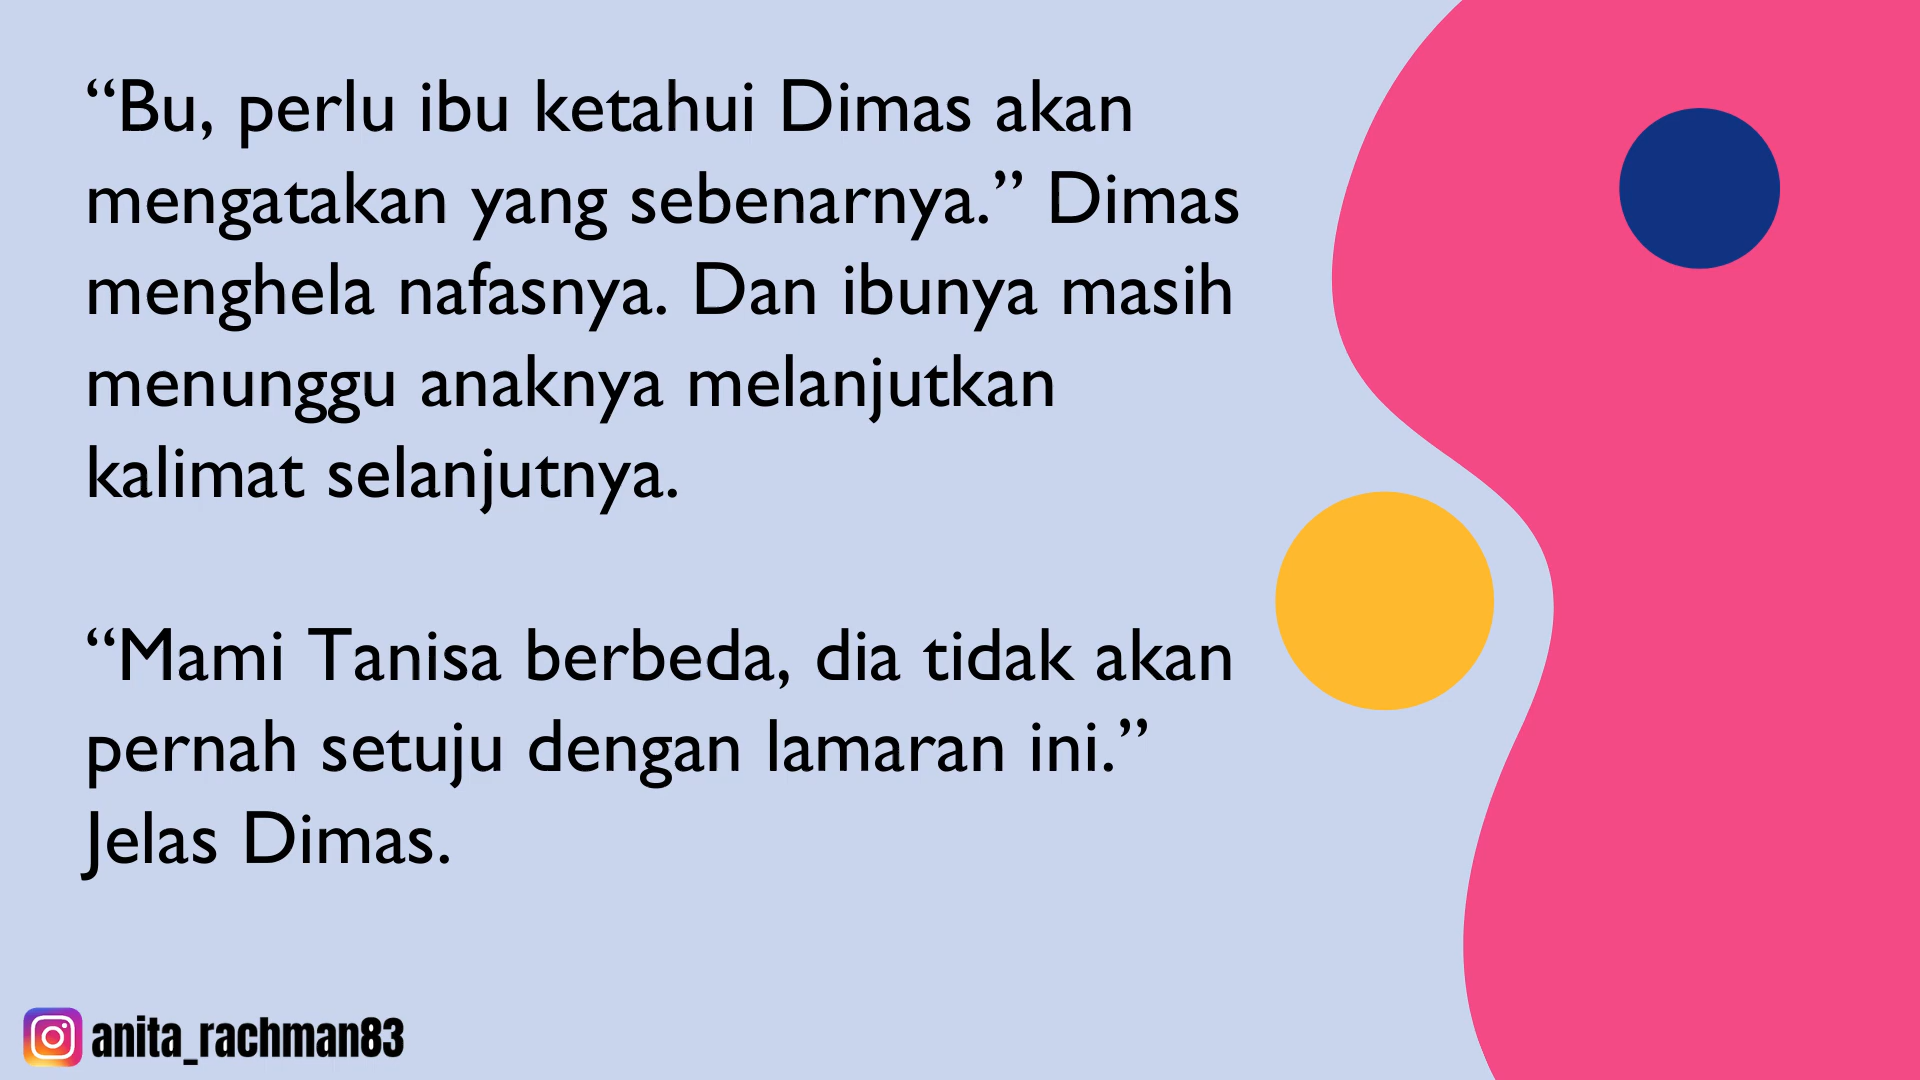 “Bu, perlu ibu ketahui Dimas akan
mengatakan yang sebenarnya.” Dimas
menghela nafasnya. Dan ibunya masih
menunggu anaknya melanjutkan
kalimat selanjutnya.
“Mami Tanisa berbeda, dia tidak akan
pernah setuju dengan lamaran ini.”
Jelas Dimas.
anita_rachman83